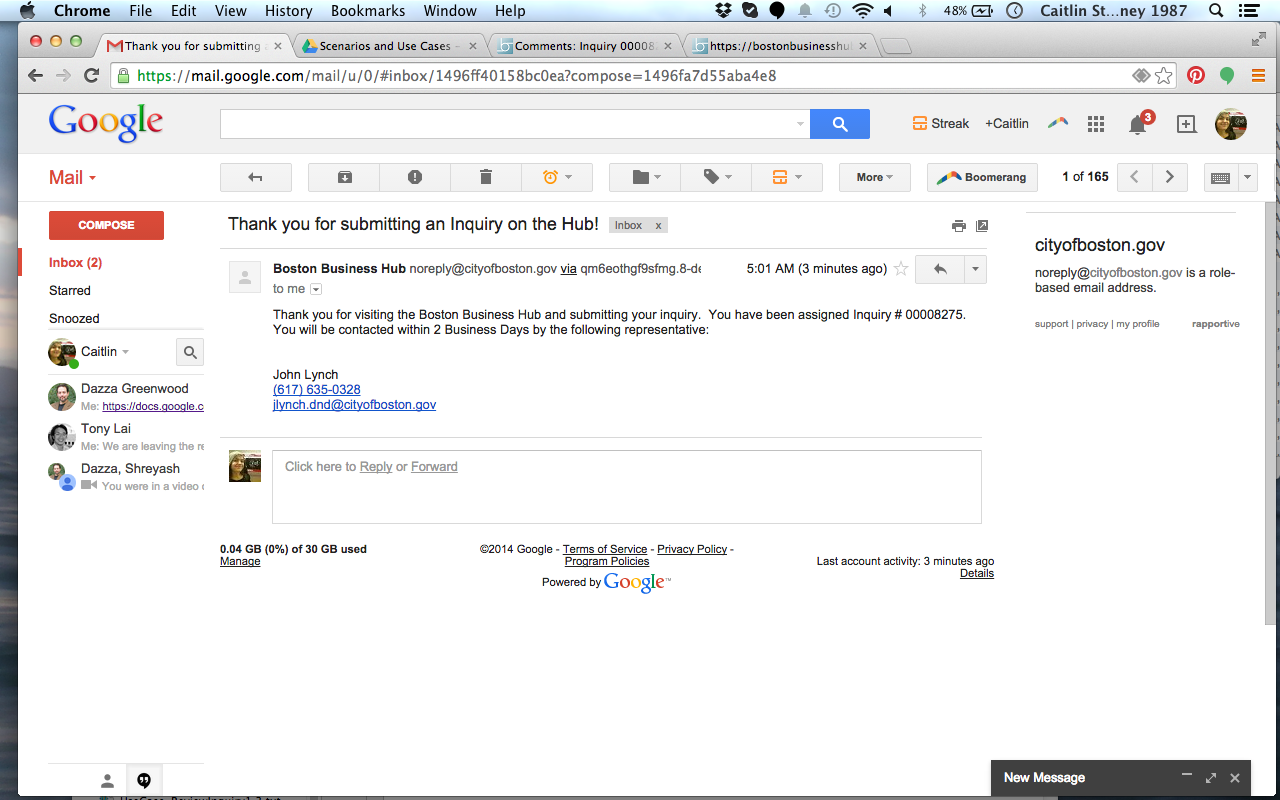 Chrome File Edit View History Bookmarks Window Help 48% Caitlin St...ney 1987
Thank you for submitting
Scenarios and Use Cases –
Comments: Inquiry 00008
https://bostonbusinesshu
https://mail.google.com/mail/u/0/#inbox/1496ff40158bc0ea?compose=1496fa7d55aba4e8
Google
Streak +Caitlin 3
Mail
More
Boomerang
1 of 165
COMPOSE
Inbox (2)
Starred
Snoozed
Caitlin
Dazza Greenwood
Me: https://docs.google.c
Tony Lai
Me: We are leaving the re
Dazza, Shreyash
You were in a video c
Thank you for submitting an Inquiry on the Hub! Inbox x
Boston Business Hub noreply@cityofboston.gov via qm6eothgf9sfmg.8-de 5:01 AM (3 minutes ago)
to me
Thank you for visiting the Boston Business Hub and submitting your inquiry. You have been assigned Inquiry # 00008275.
You will be contacted within 2 Business Days by the following representative:
John Lynch
(617) 635-0328
jlynch.dnd@cityofboston.gov
Click here to Reply or Forward
0.04 GB (0%) of 30 GB used
Manage
©2014 Google - Terms of Service - Privacy Policy -
Program Policies
Powered by Google™
Last account activity: 3 minutes ago
Details
cityofboston.gov
noreply@cityofboston.gov is a role-
based email address.
support | privacy | my profile rapportive
New Message